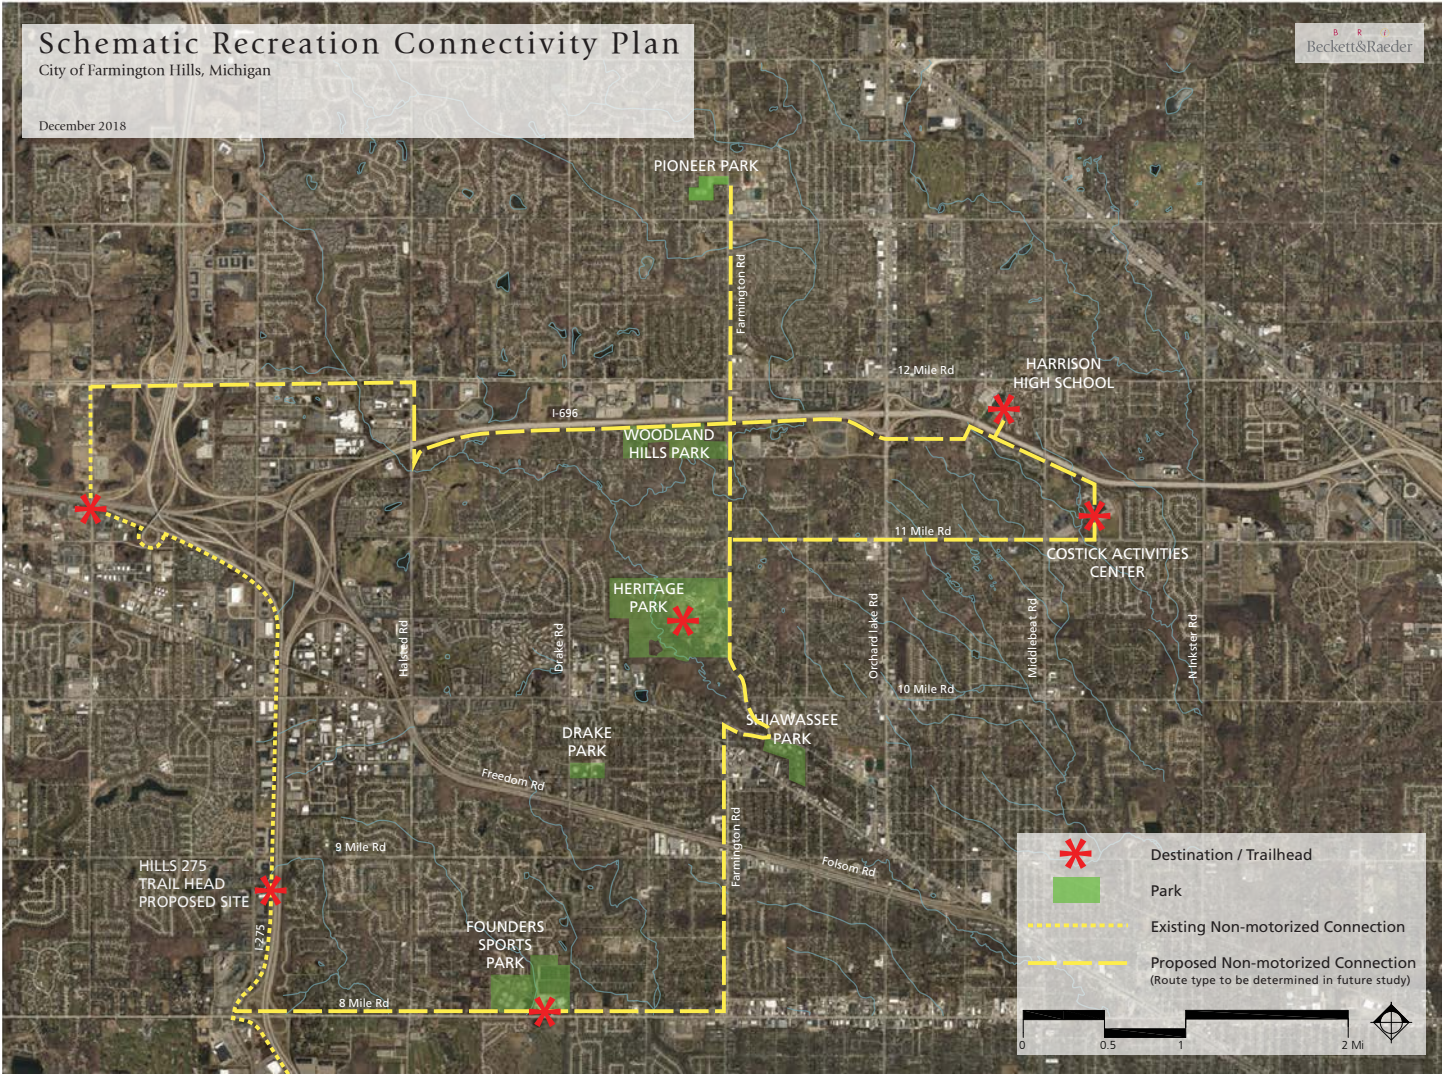 Schematic Recreation Connectivity Plan
City of Farmington Hills, Michigan
December 2018
B R i
Beckett&Raeder
PIONEER PARK
Farmington Rd
12 Mile Rd
HARRISON
HIGH SCHOOL
I-696
WOODLAND
HILLS PARK
11 Mile Rd
COSTICK ACTIVITIES
CENTER
HERITAGE
PARK
Halsted Rd
Drake Rd
Orchard lake Rd
Middlebeat Rd
N Inkster Rd
10 Mile Rd
SHIAWASSEE
PARK
DRAKE
PARK
Freedom Rd
Farmington Rd
9 Mile Rd
Folsom Rd
HILLS 275
TRAIL HEAD
PROPOSED SITE
I-275
FOUNDERS
SPORTS
PARK
8 Mile Rd
Destination / Trailhead
Park
Existing Non-motorized Connection
Proposed Non-motorized Connection
(Route type to be determined in future study)
0 0.5 1 2 Mi